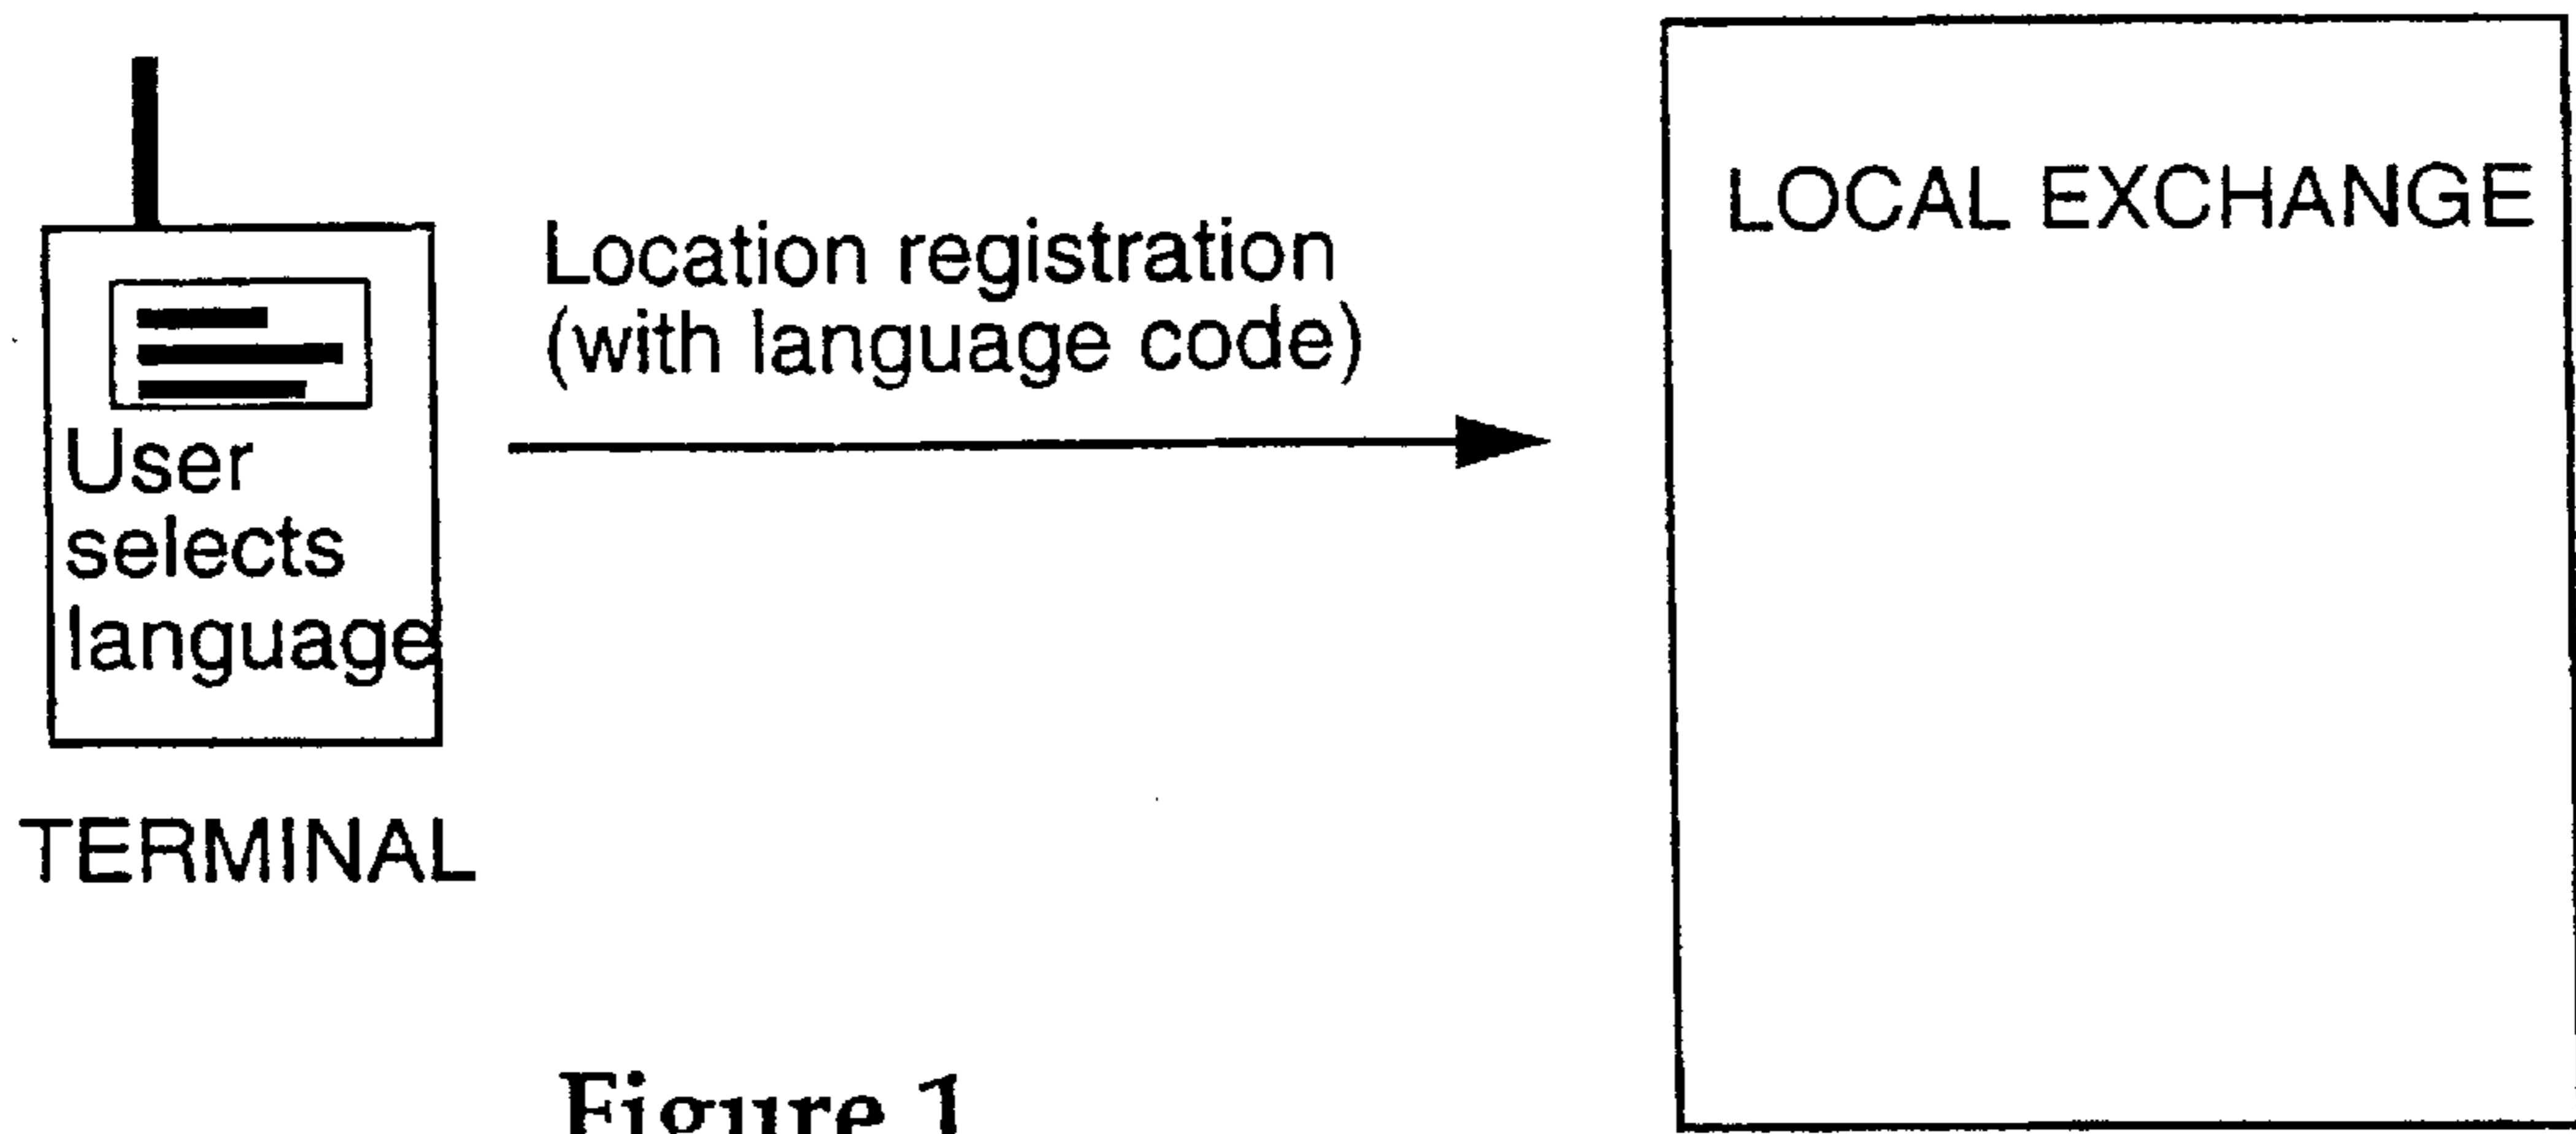 User
selects
language
TERMINAL
Location registration
(with language code)
LOCAL EXCHANGE
Figure 1